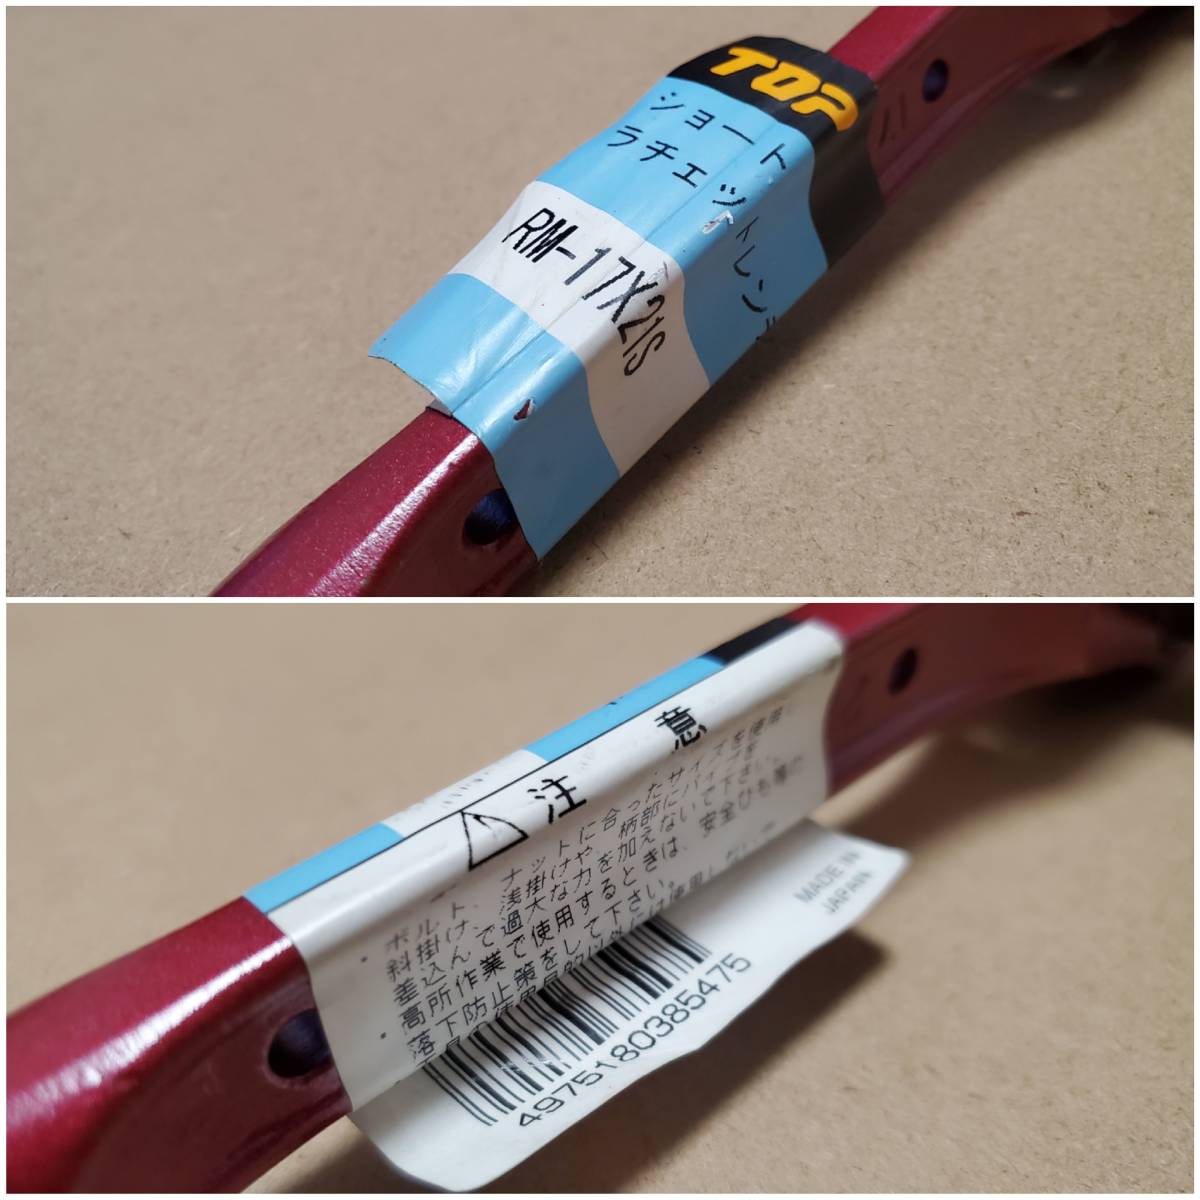 TOP
ショート
ラチェットレン
RM-17X21S
17
注意
ナットに合ったサイズを使用
ボルト、浅掛けや、柄部にパイプを
斜掛け、過大な力を加えないで下さい。
差込んで使用するときは、安全ひも等の
・高所作業で
落下防止策をして下さい。
MADE IN
JAPAN
4975180385475